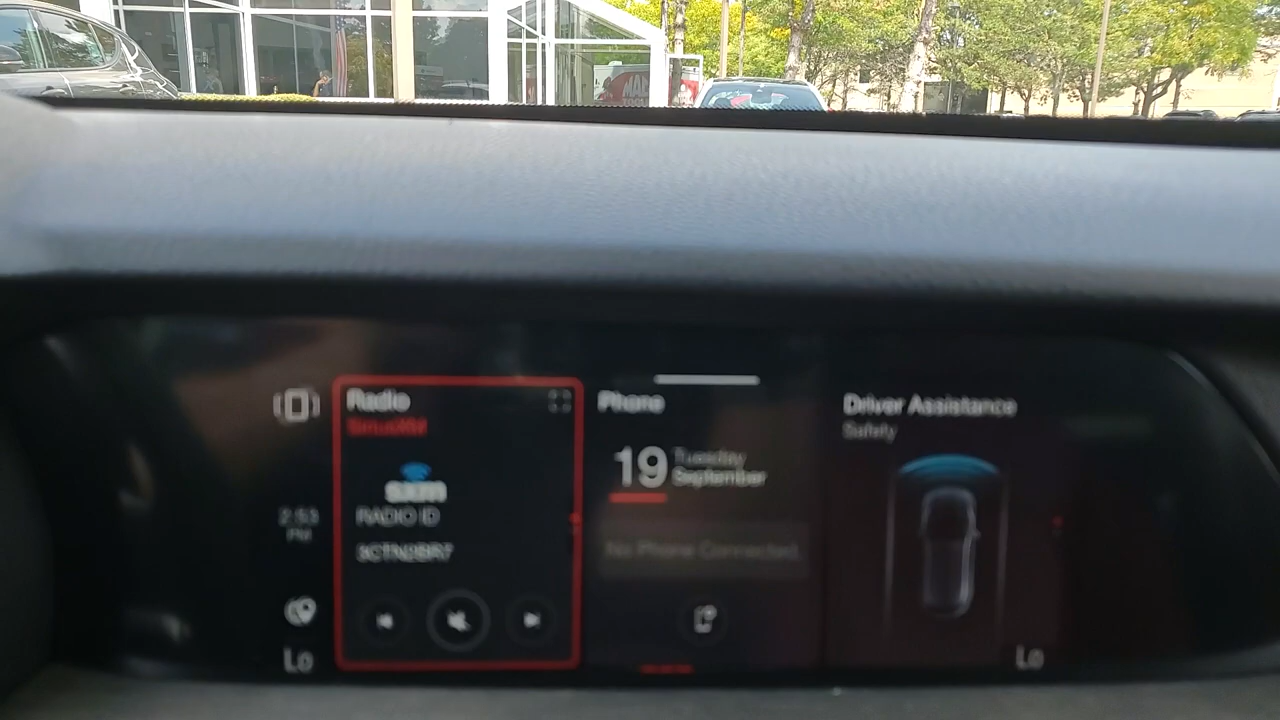 Radio
SiriusXM
sxm
RADIO ID
Phone
19
Tuesday
September
No Phone Connected.
Driver Assistance
Safety
2:53
PM
Lo
Lo